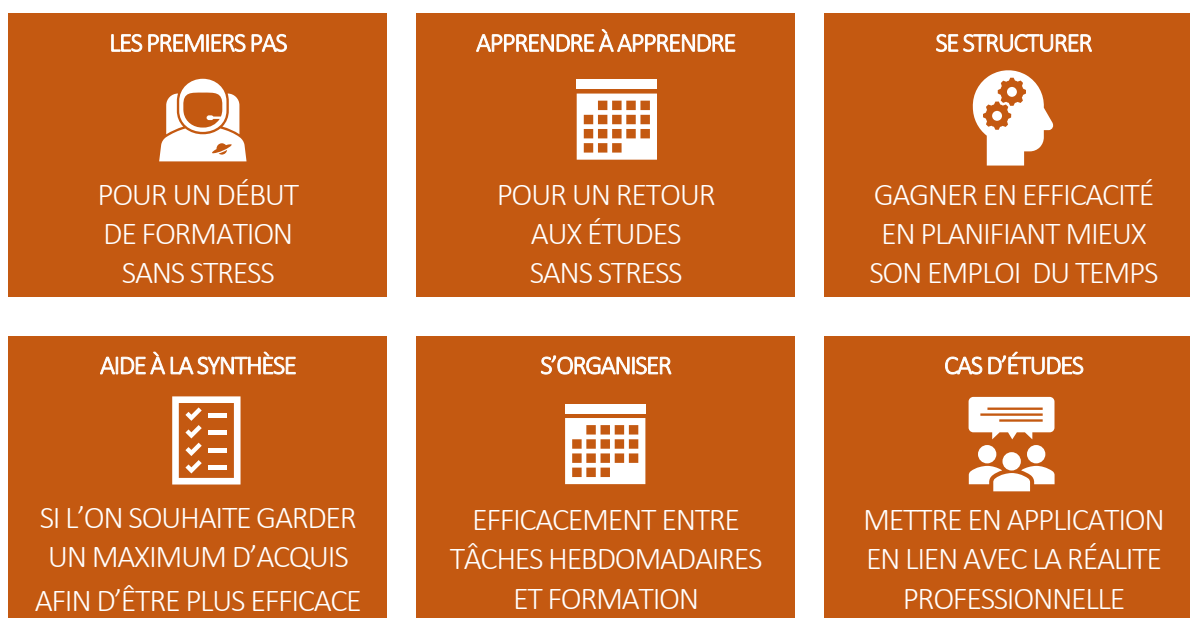 LES PREMIERS PAS
POUR UN DÉBUT
DE FORMATION
SANS STRESS
APPRENDRE À APPRENDRE
POUR UN RETOUR
AUX ÉTUDES
SANS STRESS
SE STRUCTURER
GAGNER EN EFFICACITÉ
EN PLANIFIANT MIEUX
SON EMPLOI DU TEMPS
AIDE À LA SYNTHÈSE
SI L'ON SOUHAITE GARDER
UN MAXIMUM D'ACQUIS
AFIN D'ÊTRE PLUS EFFICACE
S'ORGANISER
EFFICACEMENT ENTRE
TÂCHES HEBDOMADAIRES
ET FORMATION
CAS D'ÉTUDES
METTRE EN APPLICATION
EN LIEN AVEC LA RÉALITE
PROFESSIONNELLE